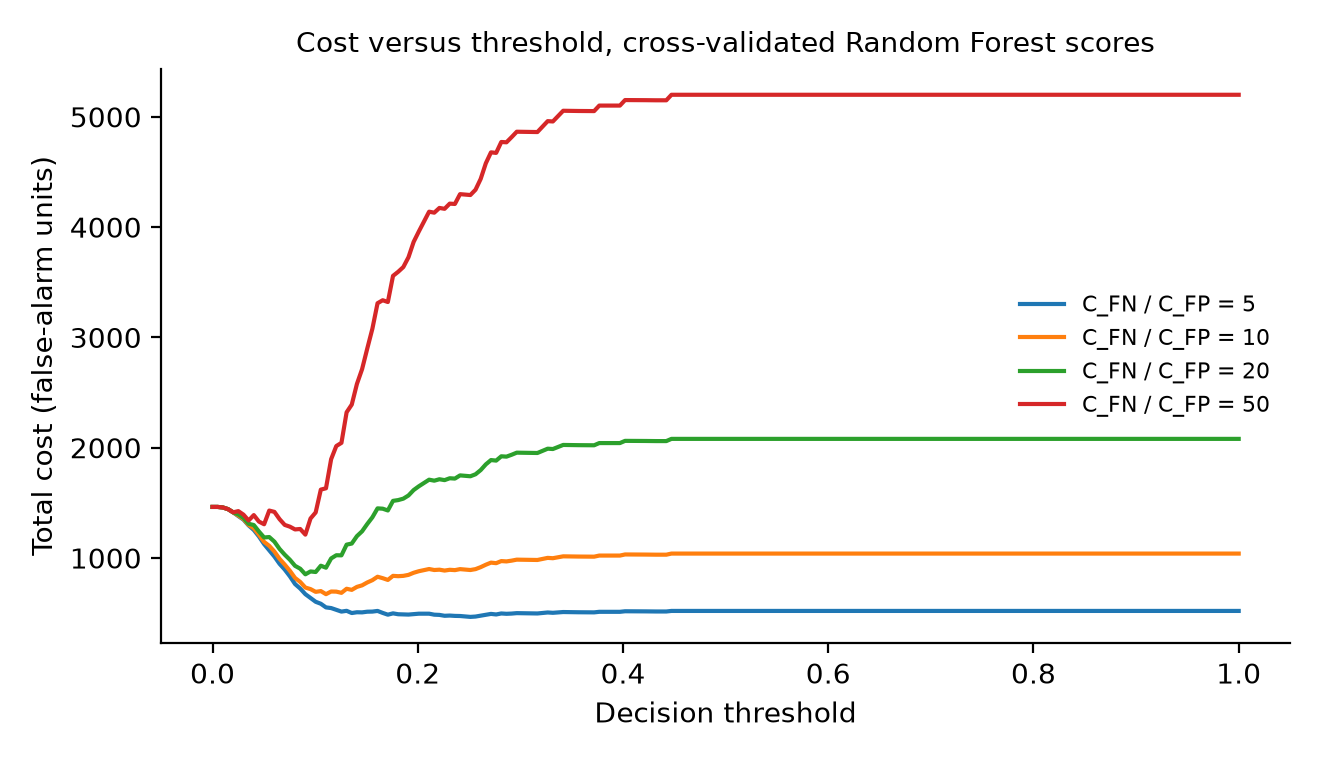 Cost versus threshold, cross-validated Random Forest scores
Total cost (false-alarm units)
5000
4000
3000
2000
1000
C_FN / C_FP = 5
C_FN / C_FP = 10
C_FN / C_FP = 20
C_FN / C_FP = 50
0.0 0.2 0.4 0.6 0.8 1.0
Decision threshold